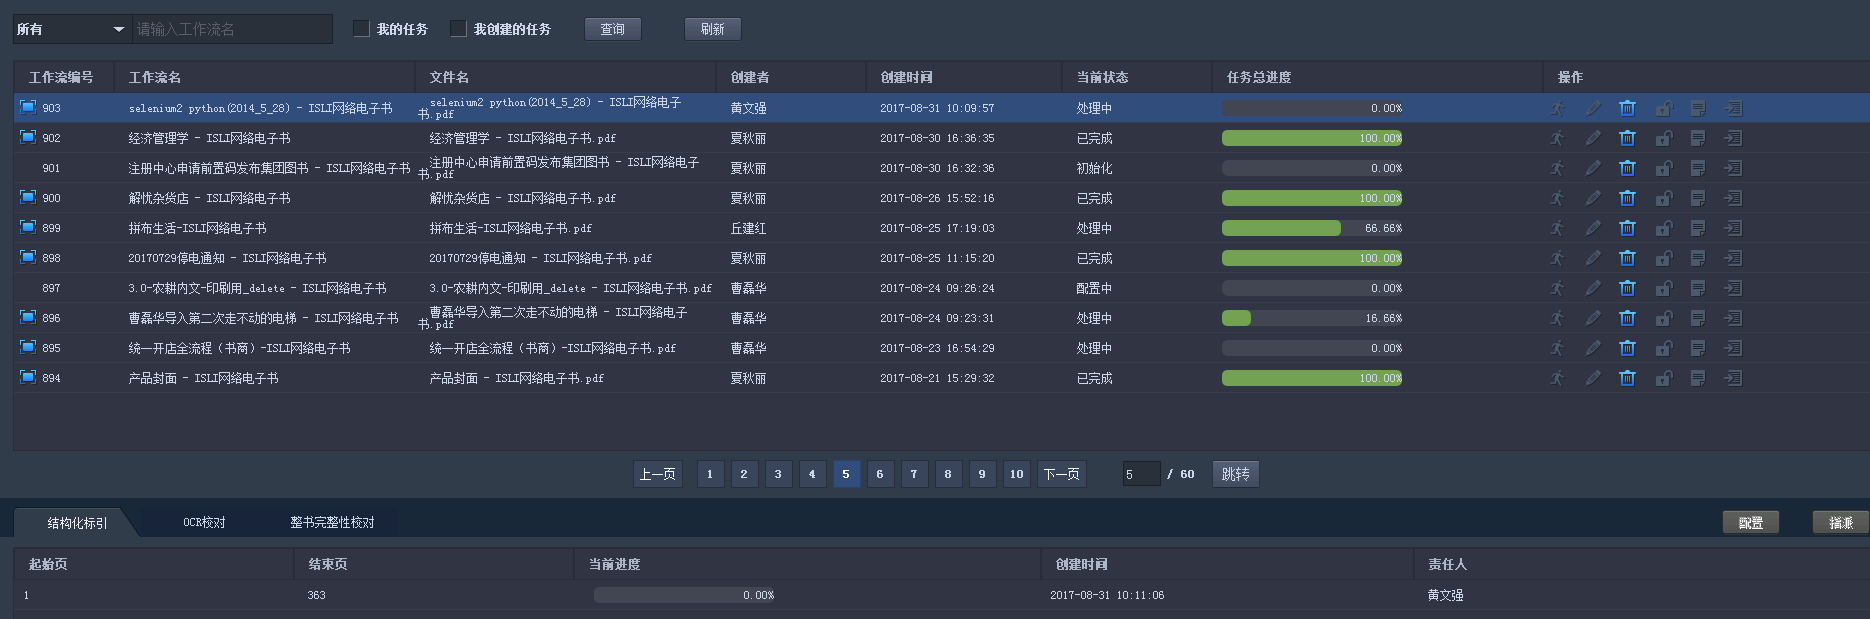 所有 请输入工作流名 我的任务 我创建的任务 查询 刷新
工作流编号 工作流名 文件名 创建者 创建时间 当前状态 任务总进度 操作
903 selenium2 python(2014_5_28) - ISLI网络电子书 selenium2 python(2014_5_28) - ISLI网络电子书.pdf 黄文强 2017-08-31 10:09:57 处理中 0.00%
902 经济管理学 - ISLI网络电子书 经济管理学 - ISLI网络电子书.pdf 夏秋丽 2017-08-30 16:36:35 已完成 100.00%
901 注册中心申请前置码发布集团图书 - ISLI网络电子书 注册中心申请前置码发布集团图书 - ISLI网络电子书.pdf 夏秋丽 2017-08-30 16:32:36 初始化 0.00%
900 解忧杂货店 - ISLI网络电子书 解忧杂货店 - ISLI网络电子书.pdf 夏秋丽 2017-08-26 15:52:16 已完成 100.00%
899 拼布生活-ISLI网络电子书 拼布生活-ISLI网络电子书.pdf 丘建红 2017-08-25 17:19:03 处理中 66.66%
898 20170729停电通知 - ISLI网络电子书 20170729停电通知 - ISLI网络电子书.pdf 夏秋丽 2017-08-25 11:15:20 已完成 100.00%
897 3.0-农耕内文-印刷用_delete - ISLI网络电子书 3.0-农耕内文-印刷用_delete - ISLI网络电子书.pdf 曹磊华 2017-08-24 09:26:24 配置中 0.00%
896 曹磊华导入第二次走不动的电梯 - ISLI网络电子书 曹磊华导入第二次走不动的电梯 - ISLI网络电子书.pdf 曹磊华 2017-08-24 09:23:31 处理中 16.66%
895 统一开店全流程（书商）-ISLI网络电子书 统一开店全流程（书商）-ISLI网络电子书.pdf 曹磊华 2017-08-23 16:54:29 处理中 0.00%
894 产品封面 - ISLI网络电子书 产品封面 - ISLI网络电子书.pdf 夏秋丽 2017-08-21 15:29:32 已完成 100.00%
上一页 1 2 3 4 5 6 7 8 9 10 下一页 5 / 60 跳转
结构化标引 OCR校对 整书完整性校对 配置 指派
起始页 结束页 当前进度 创建时间 责任人
1 363 0.00% 2017-08-31 10:11:06 黄文强